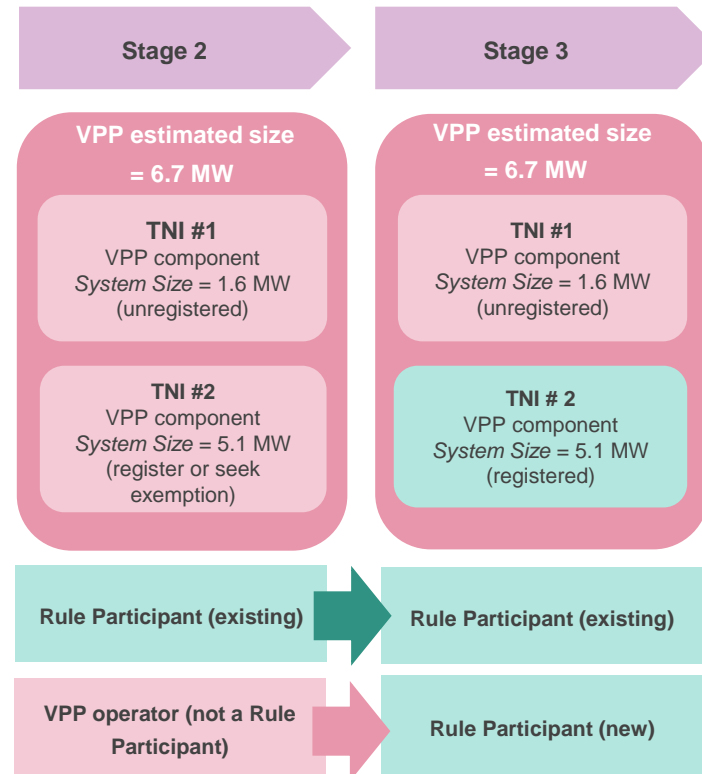 Stage 2
Stage 3
VPP estimated size
= 6.7 MW
TNI #1
VPP component
System Size = 1.6 MW
(unregistered)
TNI #2
VPP component
System Size = 5.1 MW
(register or seek
exemption)
VPP estimated size
= 6.7 MW
TNI #1
VPP component
System Size = 1.6 MW
(unregistered)
TNI # 2
VPP component
System Size = 5.1 MW
(registered)
Rule Participant (existing)
Rule Participant (existing)
VPP operator (not a Rule
Participant)
Rule Participant (new)